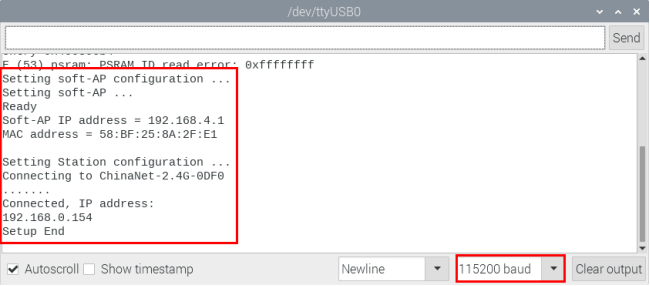 /dev/ttyUSB0
Send
E (53) psram: PSRAM ID read error: 0xffffffff
Setting soft-AP configuration ...
Setting soft-AP ...
Ready
Soft-AP IP address = 192.168.4.1
MAC address = 58:BF:25:8A:2F:E1
Setting Station configuration ...
Connecting to ChinaNet-2.4G-0DF0
.......
Connected, IP address:
192.168.0.154
Setup End
Autoscroll Show timestamp Newline 115200 baud Clear output